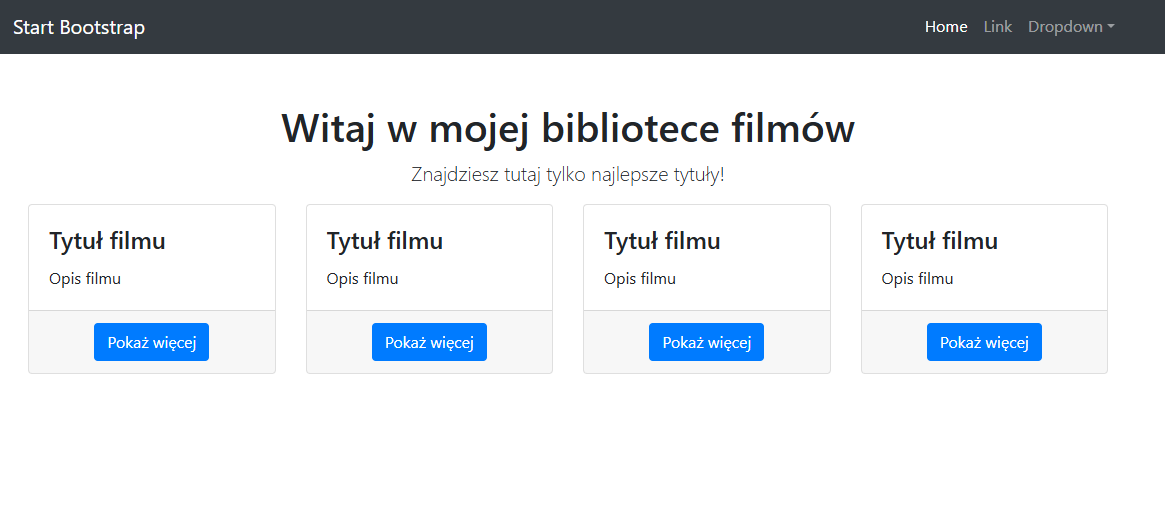 Start Bootstrap
Home Link Dropdown
Witaj w mojej bibliotece filmów
Znajdziesz tutaj tylko najlepsze tytuły!
Tytuł filmu
Opis filmu
Pokaż więcej
Tytuł filmu
Opis filmu
Pokaż więcej
Tytuł filmu
Opis filmu
Pokaż więcej
Tytuł filmu
Opis filmu
Pokaż więcej